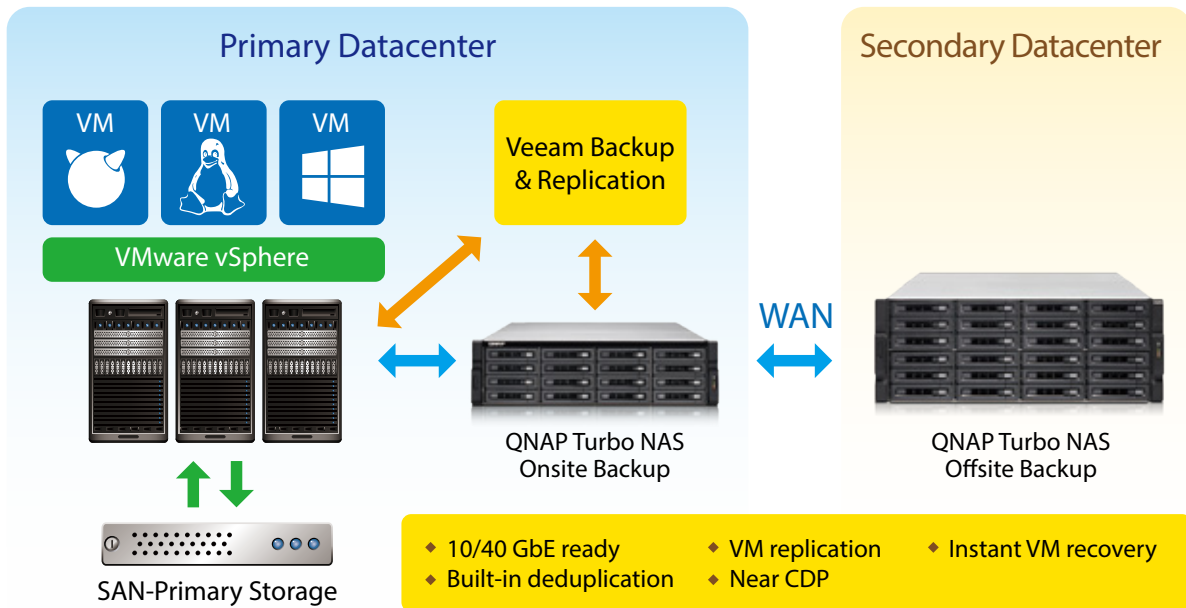 Primary Datacenter
Secondary Datacenter
VM
VM
VM
Veeam Backup
& Replication
VMware vSphere
WAN
QNAP Turbo NAS
Onsite Backup
QNAP Turbo NAS
Offsite Backup
SAN-Primary Storage
10/40 GbE ready
Built-in deduplication
VM replication
Near CDP
Instant VM recovery